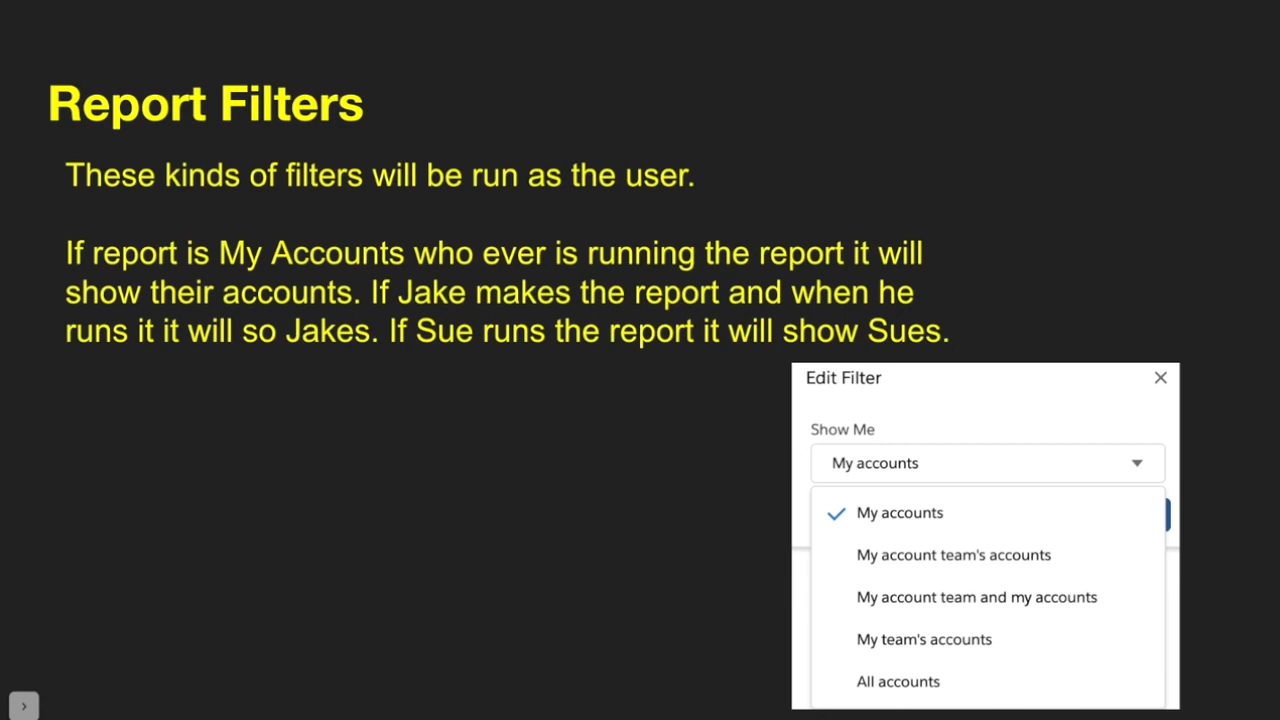 Report Filters
These kinds of filters will be run as the user.
If report is My Accounts who ever is running the report it will
show their accounts. If Jake makes the report and when he
runs it it will so Jakes. If Sue runs the report it will show Sues.
Edit Filter
Show Me
My accounts
My accounts
My account team's accounts
My account team and my accounts
My team's accounts
All accounts